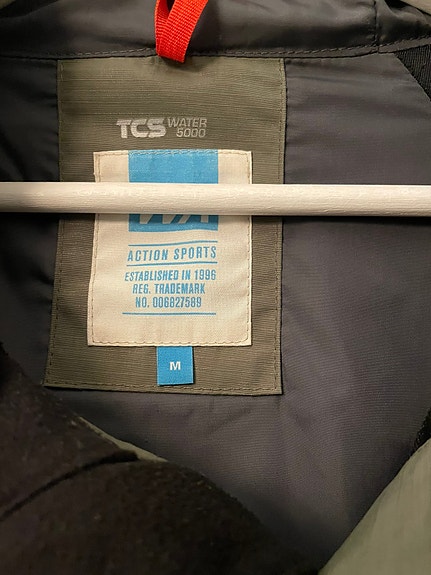 TCS WATER
5000
ACTION SPORTS
ESTABLISHED IN 1996
REG. TRADEMARK
NO. 006827589
M